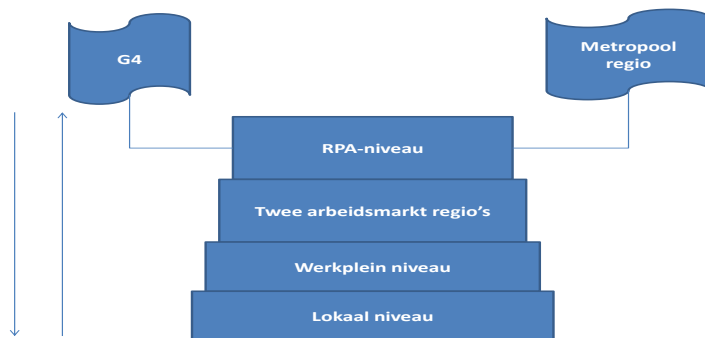 G4
Metropool
regio
RPA-niveau
Twee arbeidsmarkt regio's
Werkplein niveau
Lokaal niveau